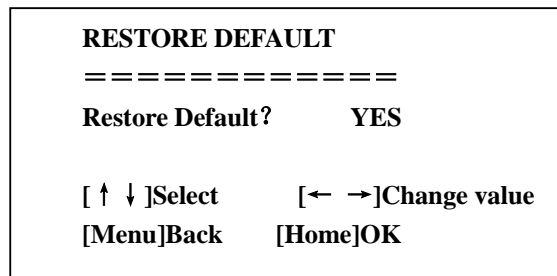 RESTORE DEFAULT
============
Restore Default？ YES
[ ↑ ↓ ]Select [← →]Change value
[Menu]Back [Home]OK